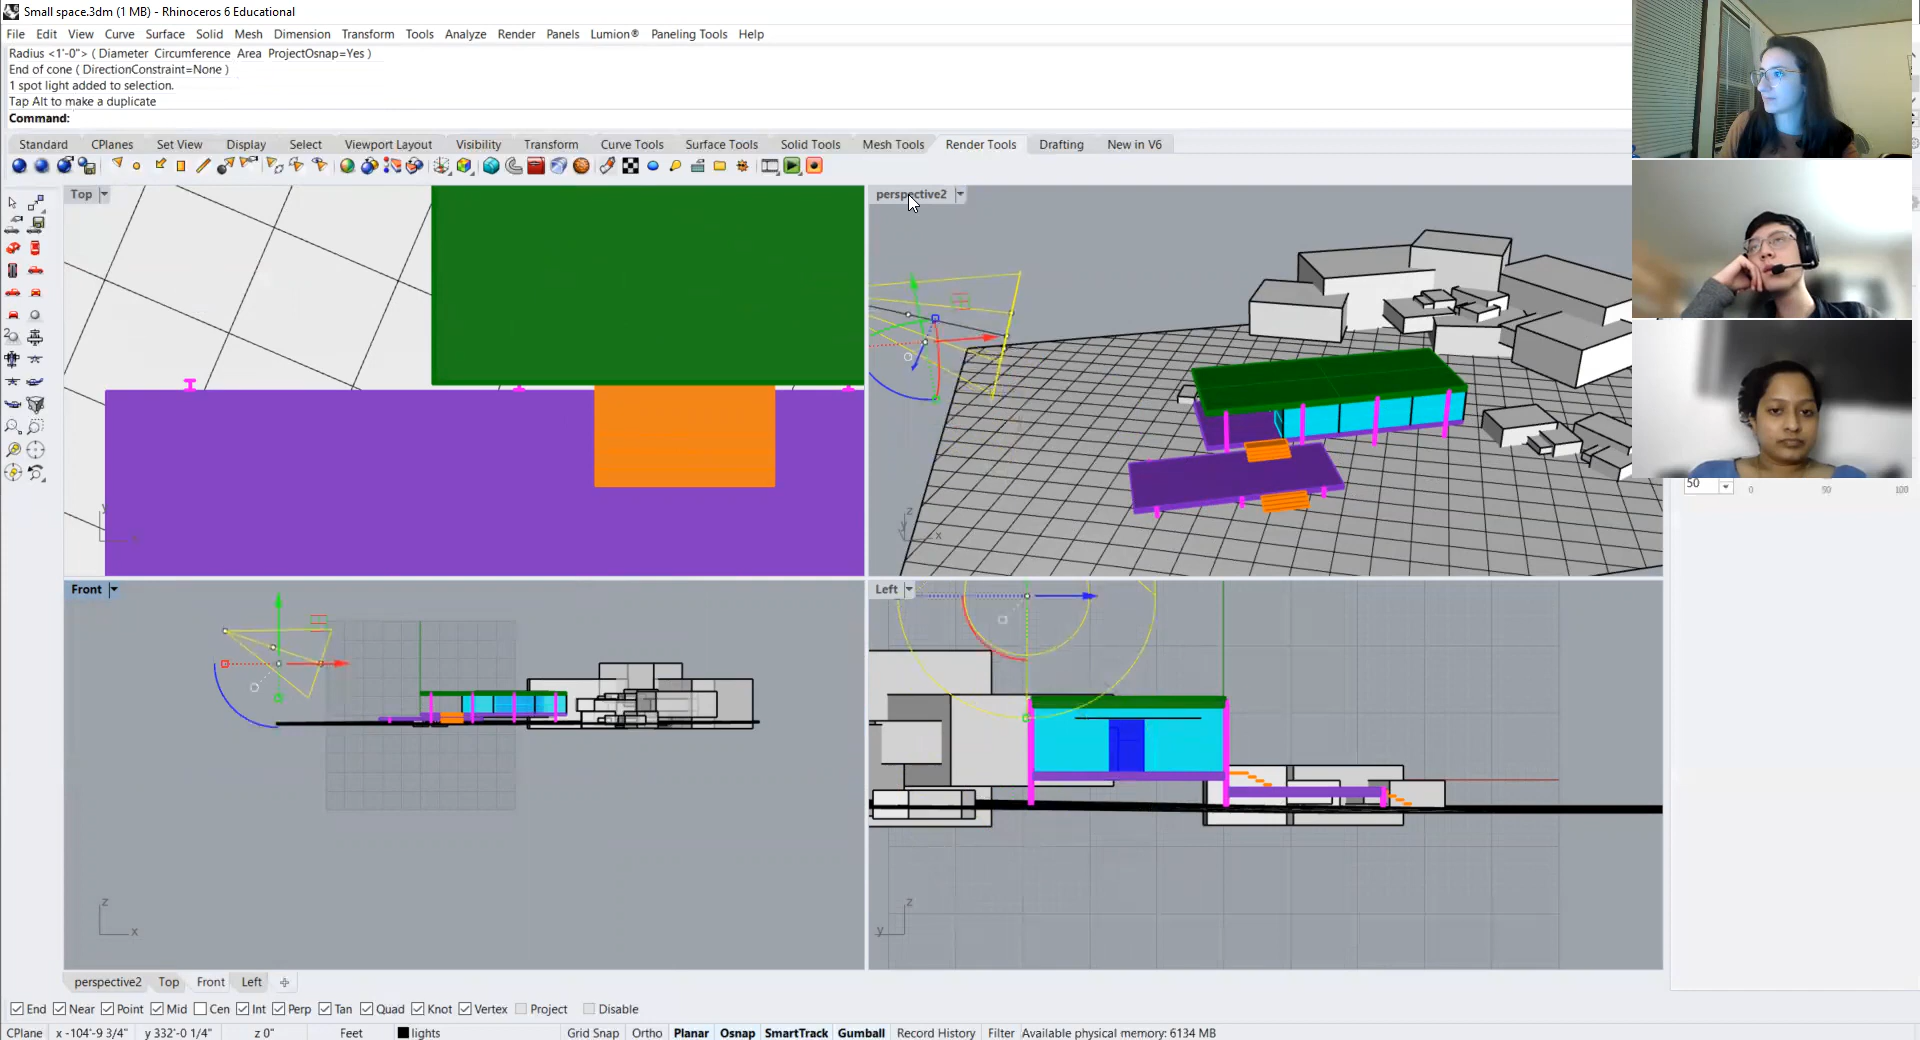 Small space.3dm (1 MB) - Rhinoceros 6 Educational
File Edit View Curve Surface Solid Mesh Dimension Transform Tools Analyze Render Panels Lumion® Paneling Tools Help
Radius <1'-0"> ( Diameter Circumference Area ProjectOsnap=Yes )
End of cone ( DirectionConstraint=None )
1 spot light added to selection.
Tap Alt to make a duplicate
Command:
Standard CPlanes Set View Display Select Viewport Layout Visibility Transform Curve Tools Surface Tools Solid Tools Mesh Tools Render Tools Drafting New in V6
Top
perspective2
z
y
x
50
0 50 100
Front
Left
z
x
z
y
perspective2 Top Front Left
End Near Point Mid Cen Int Perp Tan Quad Knot Vertex Project Disable
CPlane x -104'-9 3/4" y 332'-0 1/4" z 0" Feet lights Grid Snap Ortho Planar Osnap SmartTrack Gumball Record History Filter Available physical memory: 6134 MB